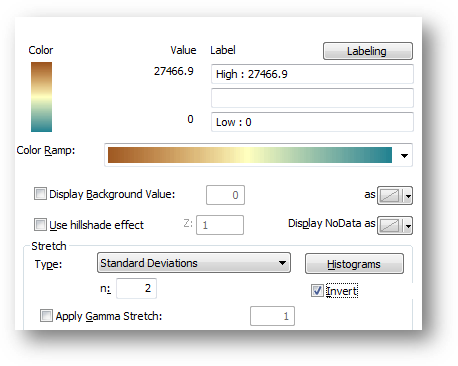 Color Value Label Labeling
27466.9 High : 27466.9
0 Low : 0
Color Ramp:
Display Background Value: 0 as
Use hillshade effect Z: 1 Display NoData as
Stretch
Type: Standard Deviations Histograms
n: 2 Invert
Apply Gamma Stretch: 1